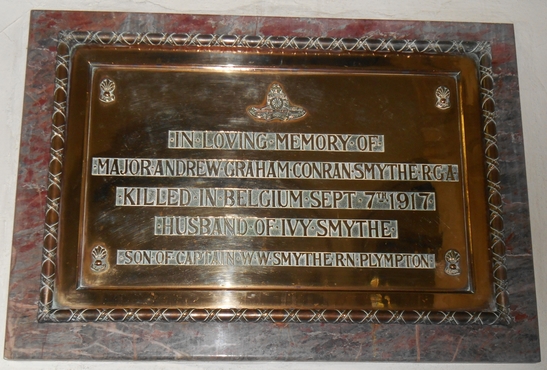 IN·LOVING·MEMORY·OF
MAJOR·ANDREW·GRAHAM·CONRAN·SMYTHE·R·G·A
KILLED·IN·BELGIUM·SEPT·7TH·1917
HUSBAND·OF·IVY·SMYTHE
SON·OF·CAPTAIN·W·W·SMYTHE·R·N·PLYMPTON